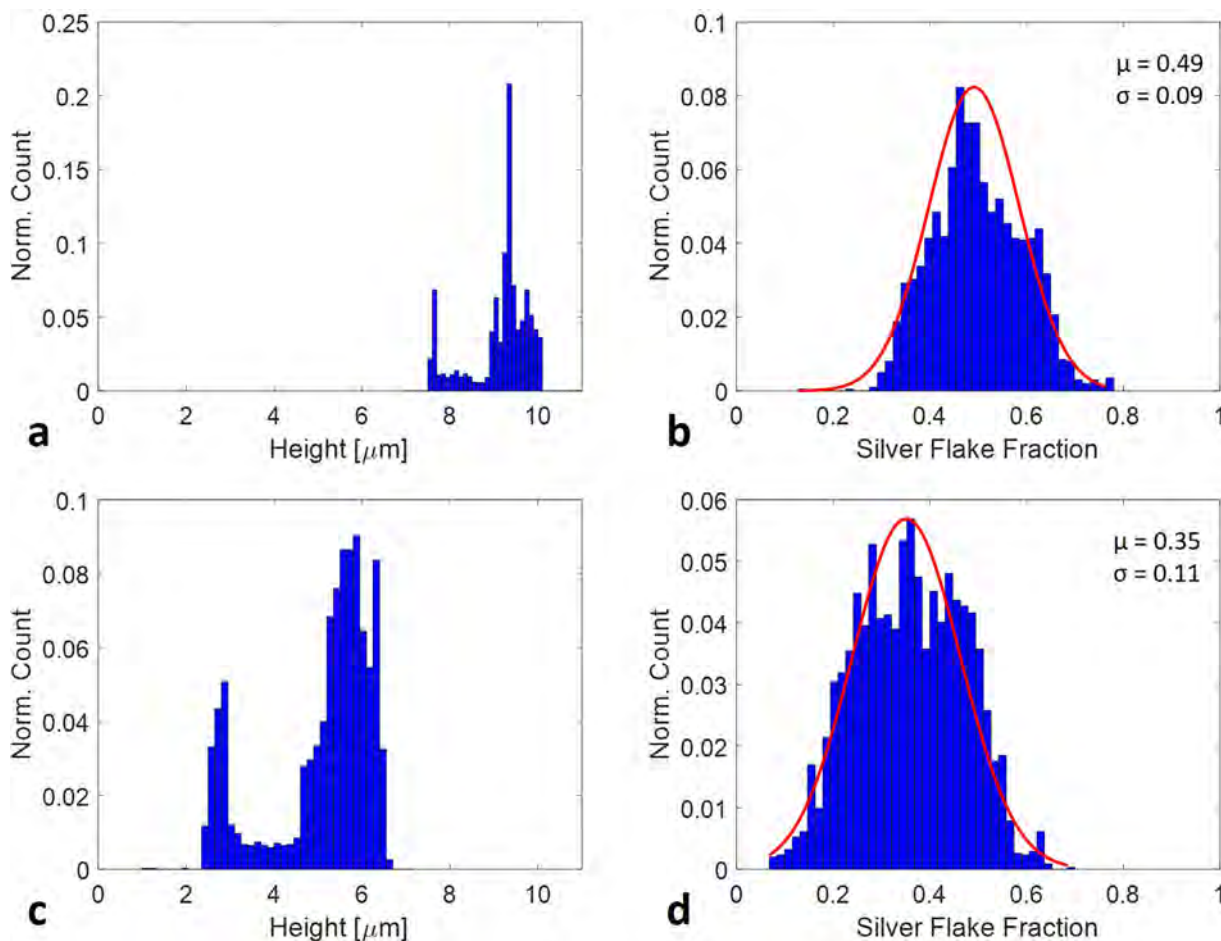 0.25
0.2
0.15
0.1
0.05
0
Norm. Count
0 2 4 6 8 10
Height [μm]
a
0.1
0.08
0.06
0.04
0.02
0
Norm. Count
μ = 0.49
σ = 0.09
0 0.2 0.4 0.6 0.8 1
Silver Flake Fraction
b
0.1
0.08
0.06
0.04
0.02
0
Norm. Count
0 2 4 6 8 10
Height [μm]
c
0.06
0.05
0.04
0.03
0.02
0.01
0
Norm. Count
μ = 0.35
σ = 0.11
0 0.2 0.4 0.6 0.8 1
Silver Flake Fraction
d